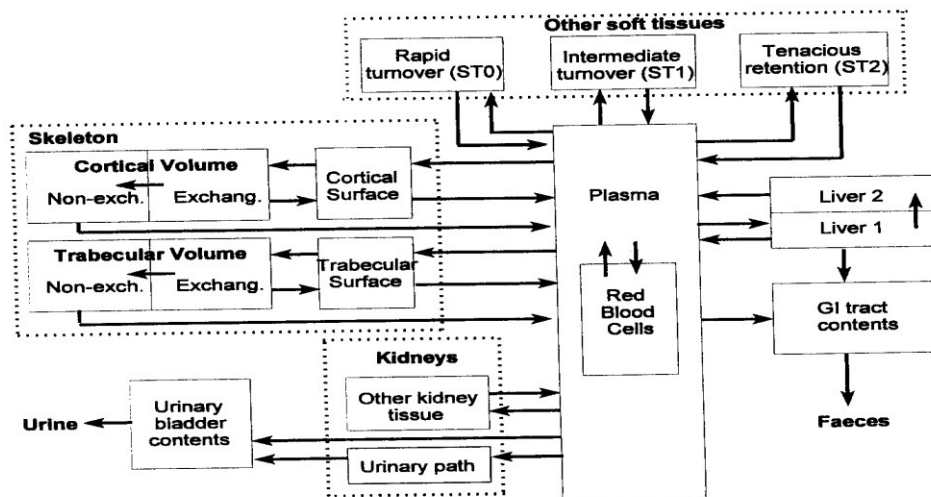 Other soft tissues
Rapid
turnover (ST0)
Intermediate
turnover (ST1)
Tenacious
retention (ST2)
Skeleton
Cortical Volume
Non-exch.
Exchang.
Cortical
Surface
Plasma
Liver 2
Liver 1
Trabecular Volume
Non-exch.
Exchang.
Trabecular
Surface
Red
Blood
Cells
GI tract
contents
Kidneys
Other kidney
tissue
Urinary path
Urine
Urinary
bladder
contents
Faeces